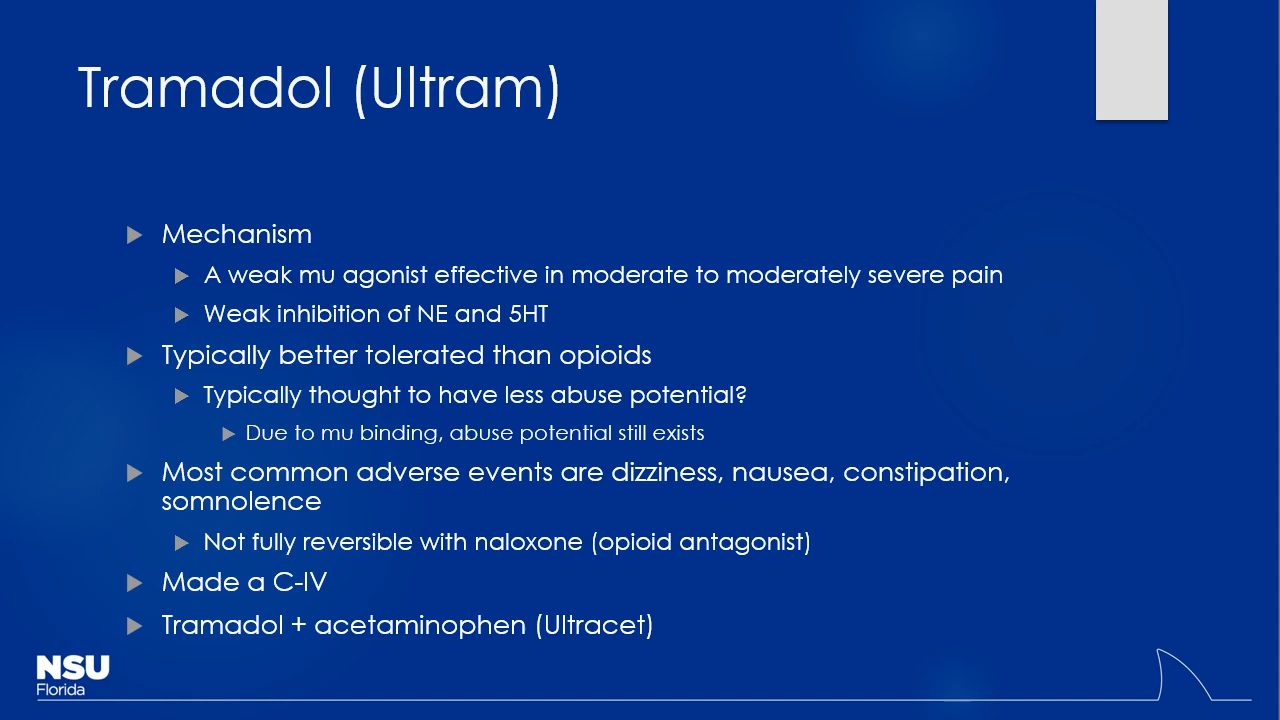 Tramadol (Ultram)
Mechanism
A weak mu agonist effective in moderate to moderately severe pain
Weak inhibition of NE and 5HT
Typically better tolerated than opioids
Typically thought to have less abuse potential?
Due to mu binding, abuse potential still exists
Most common adverse events are dizziness, nausea, constipation,
somnolence
Not fully reversible with naloxone (opioid antagonist)
Made a C-IV
Tramadol + acetaminophen (Ultracet)
NSU
Florida